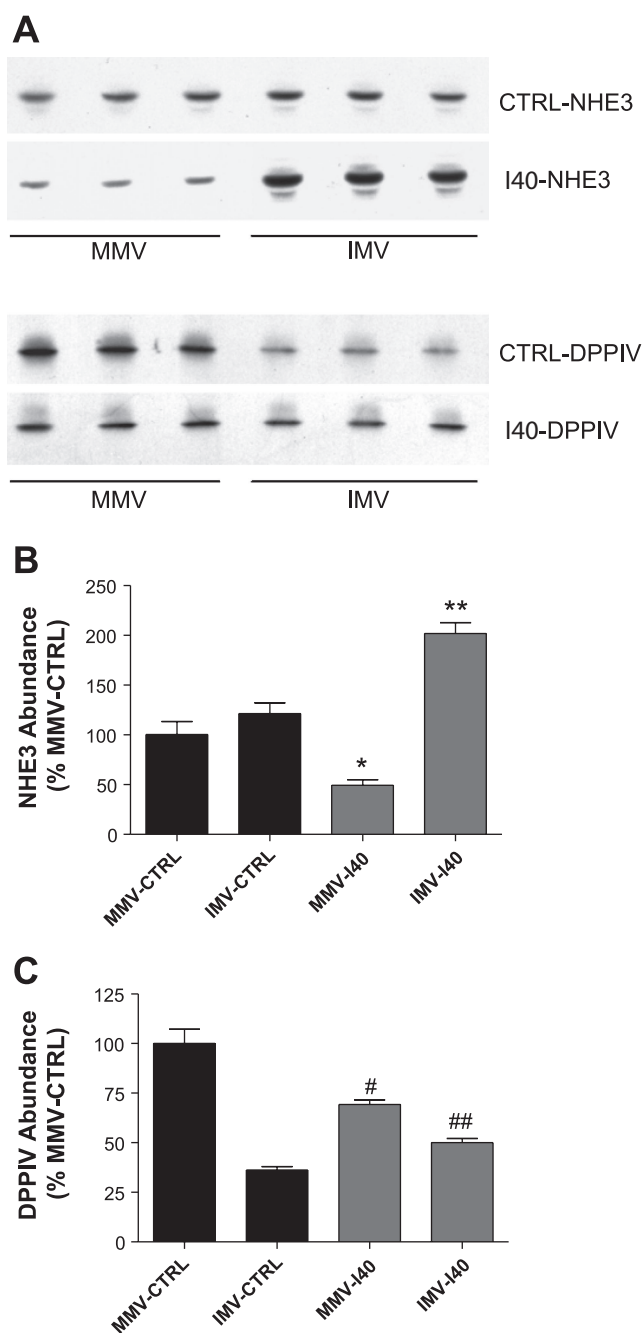 A
CTRL-NHE3
I40-NHE3
MMV IMV
CTRL-DPPIV
I40-DPPIV
MMV IMV
B
NHE3 Abundance
(% MMV-CTRL)
250
200
150
100
50
0
*
**
MMV-CTRL
IMV-CTRL
MMV-I40
IMV-I40
C
DPPIV Abundance
(% MMV-CTRL)
125
100
75
50
25
0
#
##
MMV-CTRL
IMV-CTRL
MMV-I40
IMV-I40